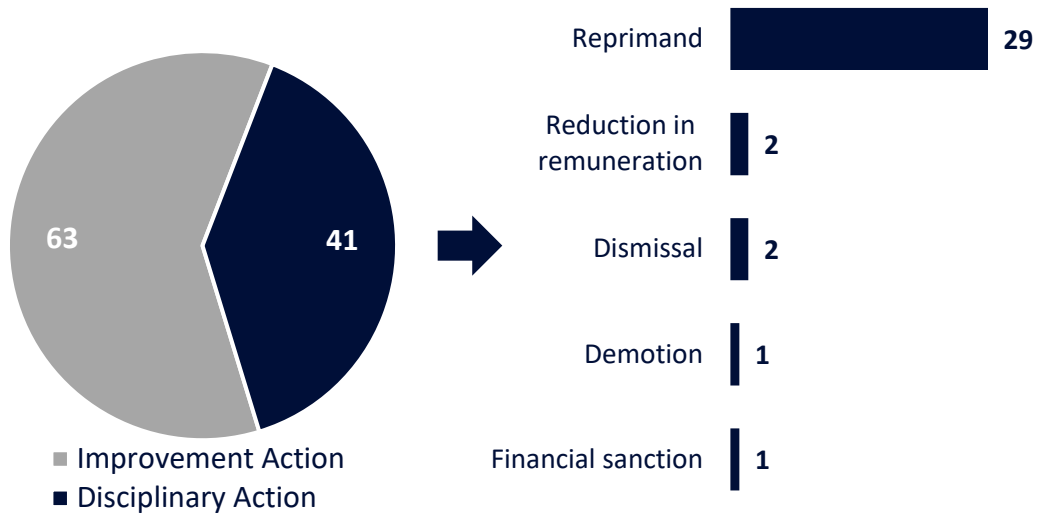 63
41
Improvement Action
Disciplinary Action
Reprimand
29
Reduction in
remuneration
2
Dismissal
2
Demotion
1
Financial sanction
1